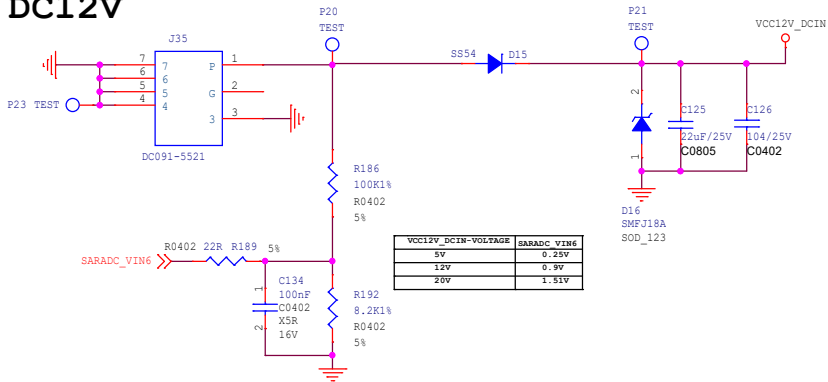 DC12V
P20
TEST
P21
TEST
VCC12V_DCIN
J35
SS54
D15
7 7 P 1
6 6
5 5 G 2
4 4 3 3
P23 TEST
DC091-5521
2
1
C125
22uF/25V
C0805
C126
104/25V
C0402
D16
SMFJ18A
SOD_123
R186
100K1%
R0402
5%
VCC12V_DCIN-VOLTAGE SARADC_VIN6
5V 0.25V
12V 0.9V
20V 1.51V
R0402 22R R189 5%
SARADC_VIN6
1
2
C134
100nF
C0402
X5R
16V
R192
8.2K1%
R0402
5%